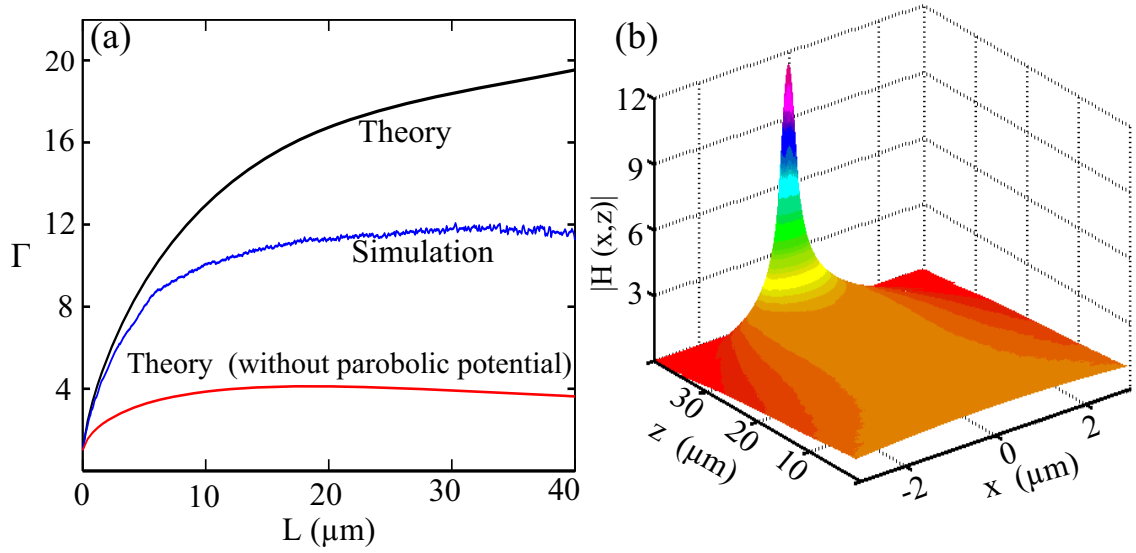 (a)
20
16
12
8
4
Γ
Theory
Simulation
Theory (without parobolic potential)
0 10 20 30 40
L (μm)
(b)
12
9
6
3
|H (x,z)|
30
20
10
z (μm)
-2
0
2
x (μm)